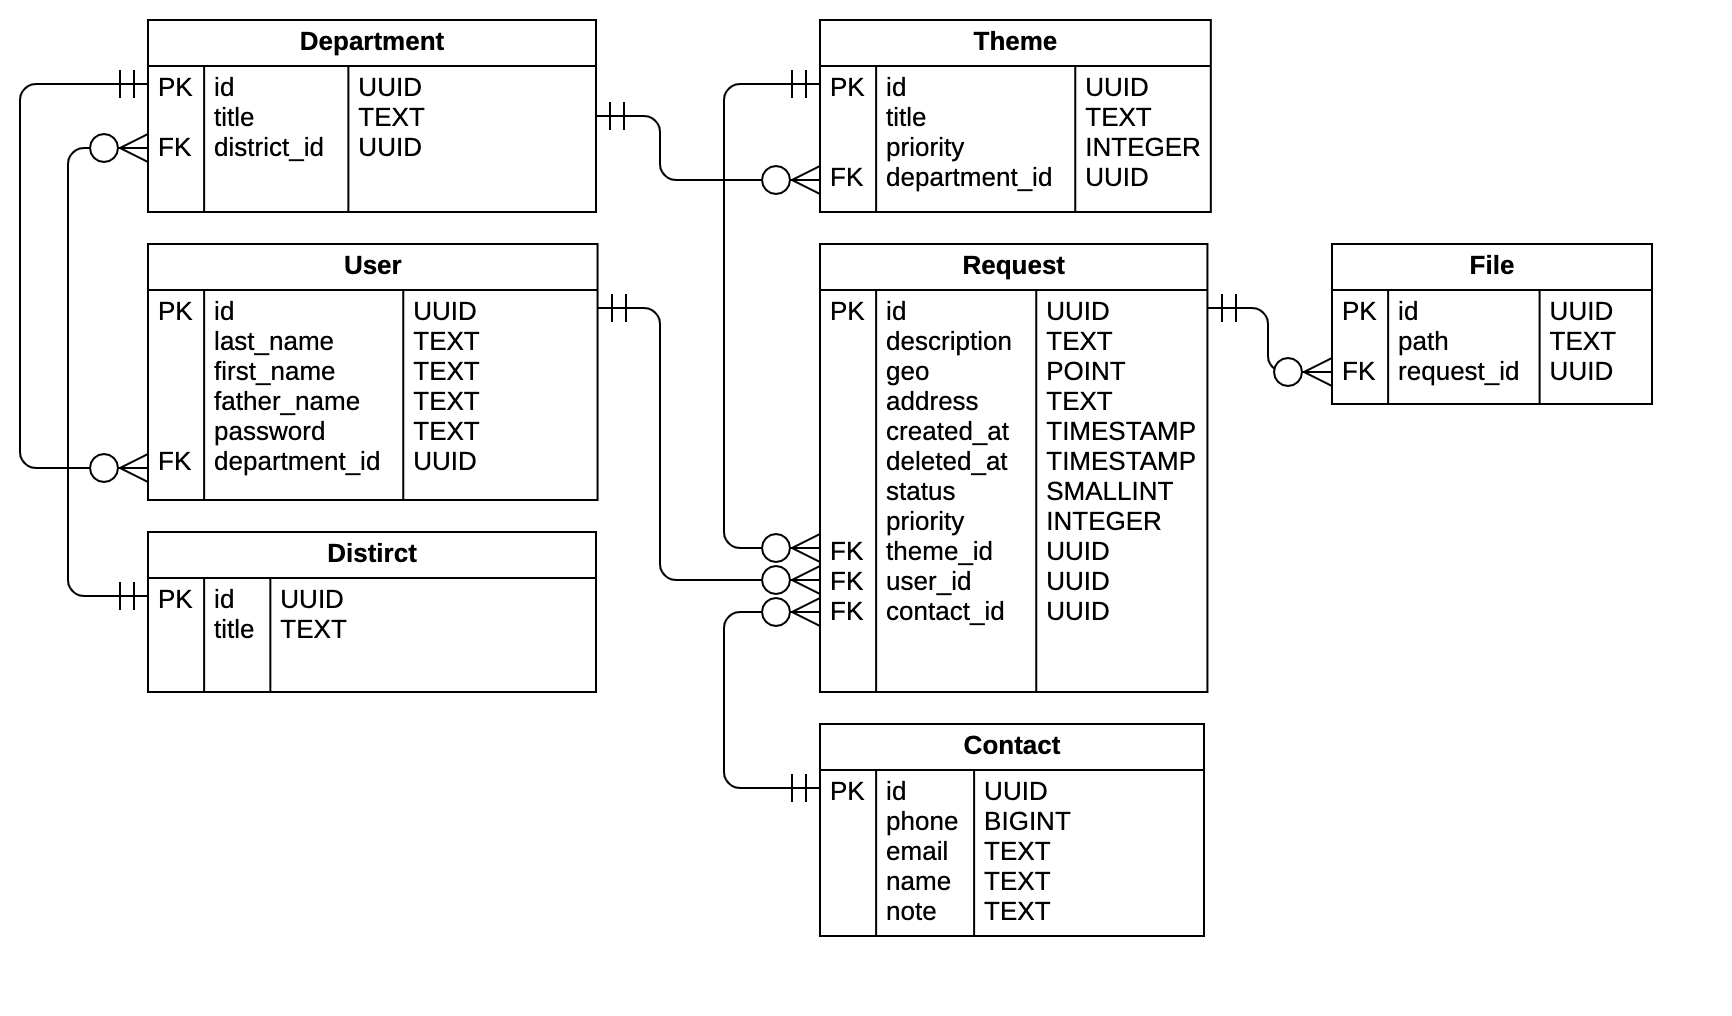 Department
PK id UUID
title TEXT
FK district_id UUID
Theme
PK id UUID
title TEXT
priority INTEGER
FK department_id UUID
User
PK id UUID
last_name TEXT
first_name TEXT
father_name TEXT
password TEXT
FK department_id UUID
Request
PK id UUID
description TEXT
geo POINT
address TEXT
created_at TIMESTAMP
deleted_at TIMESTAMP
status SMALLINT
priority INTEGER
FK theme_id UUID
FK user_id UUID
FK contact_id UUID
File
PK id UUID
path TEXT
FK request_id UUID
Distirct
PK id UUID
title TEXT
Contact
PK id UUID
phone BIGINT
email TEXT
name TEXT
note TEXT